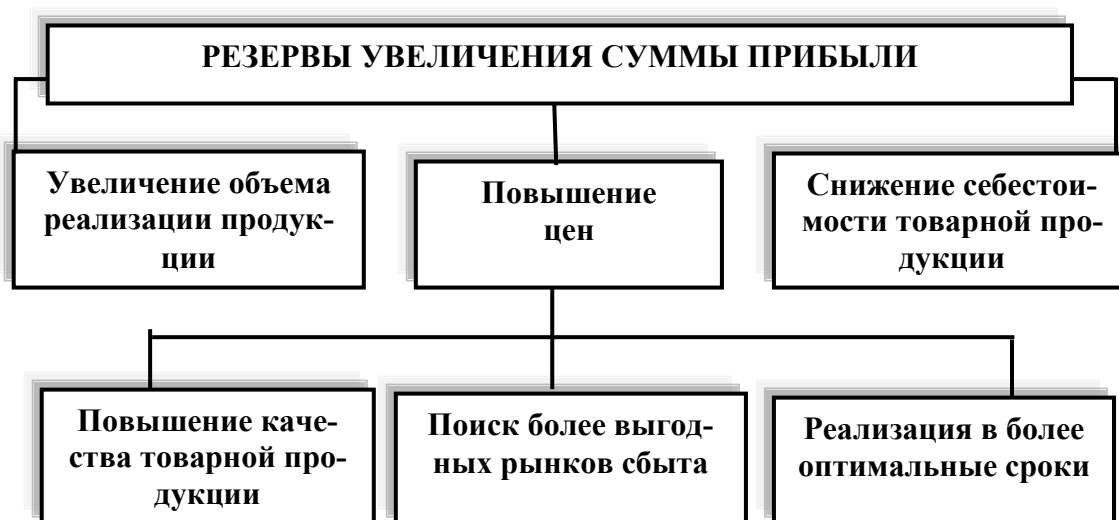 РЕЗЕРВЫ УВЕЛИЧЕНИЯ СУММЫ ПРИБЫЛИ
Увеличение объема
реализации продук-
ции
Повышение
цен
Снижение себестои-
мости товарной про-
дукции
Повышение каче-
ства товарной про-
дукции
Поиск более выгод-
ных рынков сбыта
Реализация в более
оптимальные сроки